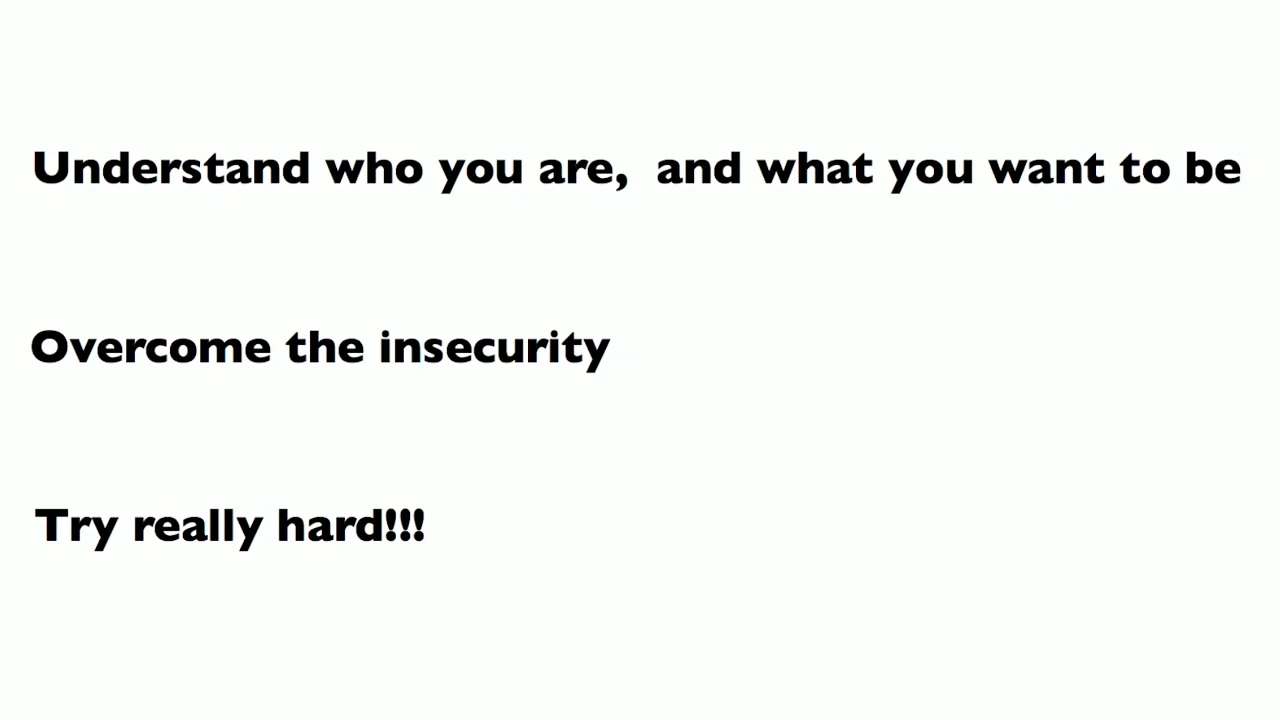 Understand who you are,  and what you want to be
Overcome the insecurity
Try really hard!!!